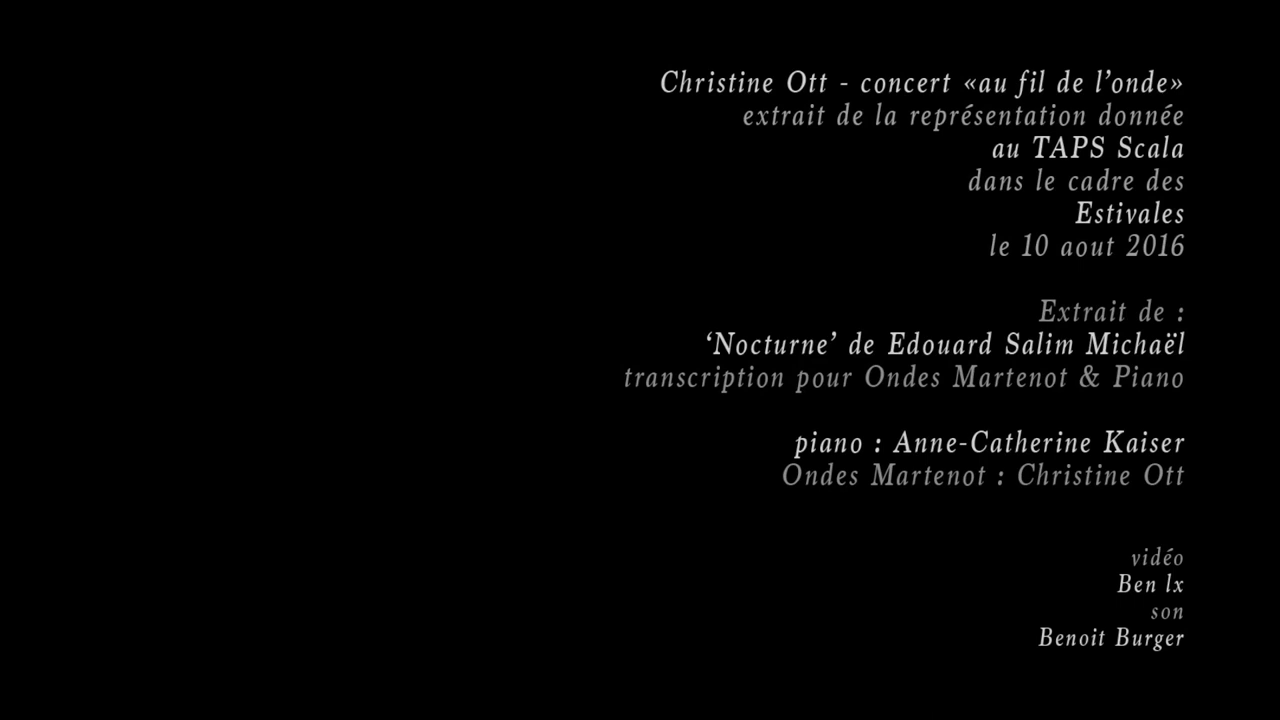 Christine Ott - concert «au fil de l’onde»
extrait de la représentation donnée
au TAPS Scala
dans le cadre des
Estivales
le 10 aout 2016
Extrait de :
‘Nocturne’ de Edouard Salim Michaël
transcription pour Ondes Martenot & Piano
piano : Anne-Catherine Kaiser
Ondes Martenot : Christine Ott
vidéo
Ben lx
son
Benoit Burger